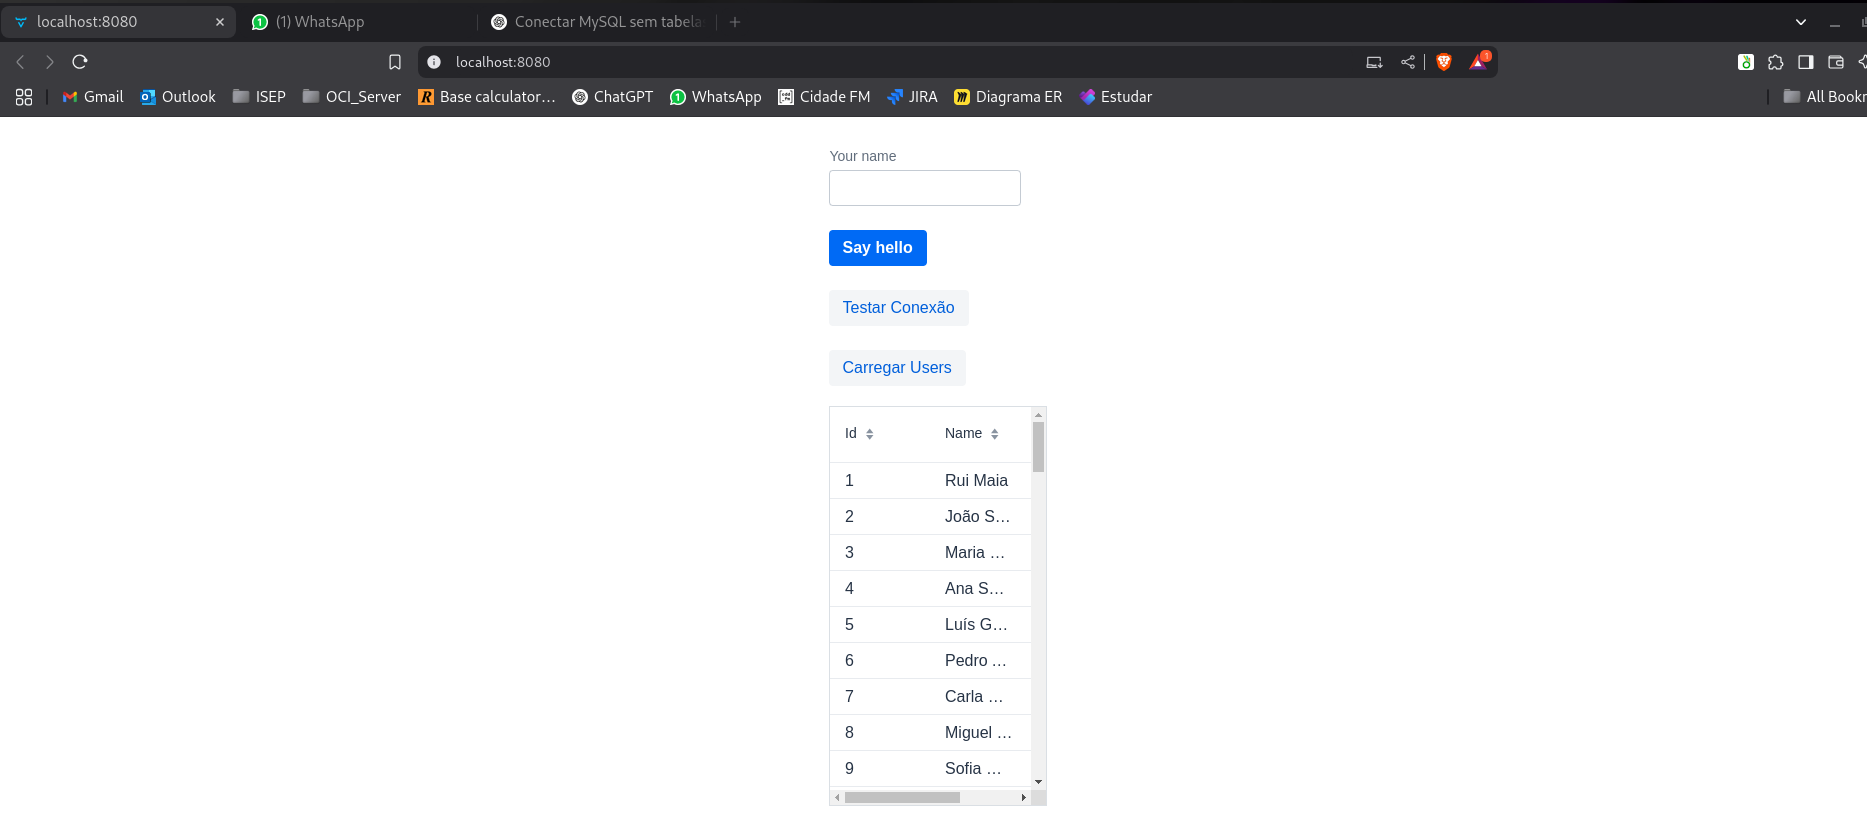 localhost:8080
(1) WhatsApp
Conectar MySQL sem tabela
localhost:8080
1
Gmail
Outlook
ISEP
OCI_Server
Base calculator…
ChatGPT
WhatsApp
Cidade FM
JIRA
Diagrama ER
Estudar
All Bookr
Your name
Say hello
Testar Conexão
Carregar Users
Id Name
1 Rui Maia
2 João S…
3 Maria …
4 Ana S…
5 Luís G…
6 Pedro …
7 Carla …
8 Miguel …
9 Sofia …